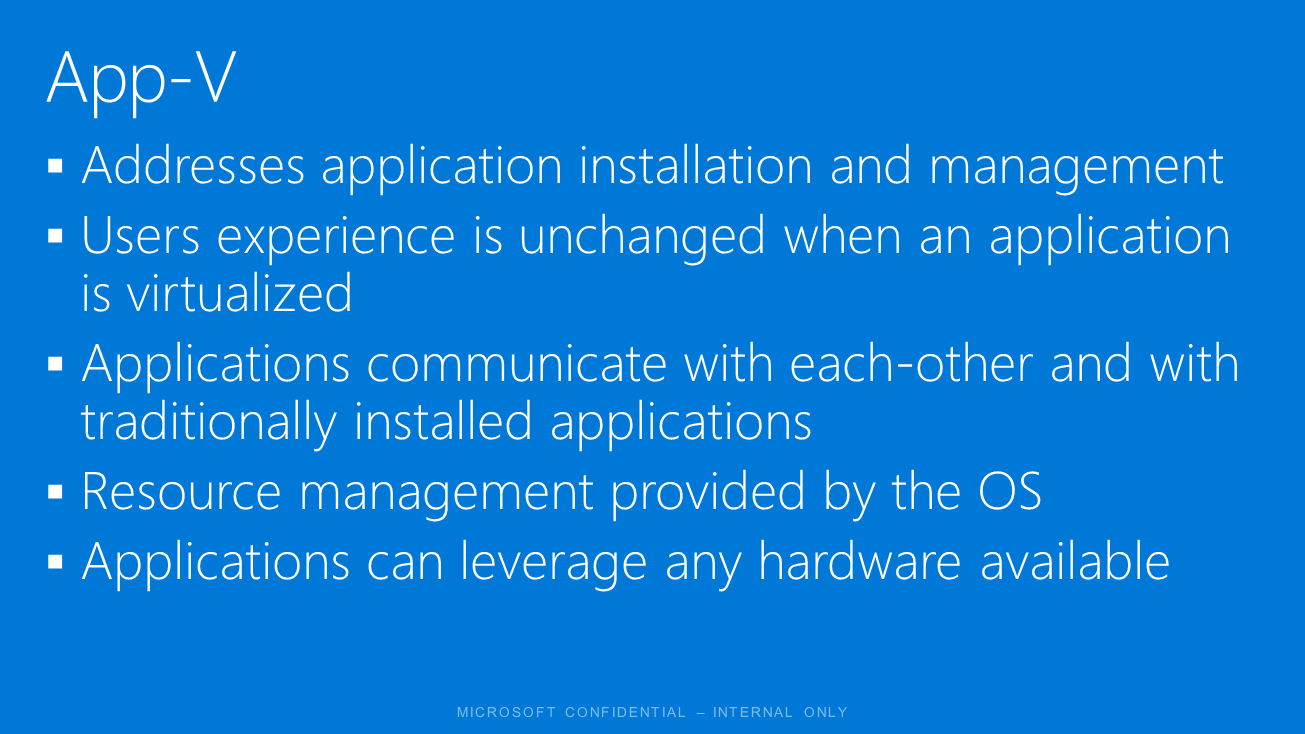 App-V
▪ Addresses application installation and management
▪ Users experience is unchanged when an application
is virtualized
▪ Applications communicate with each-other and with
traditionally installed applications
▪ Resource management provided by the OS
▪ Applications can leverage any hardware available
MICROSOFT CONFIDENTIAL – INTERNAL ONLY